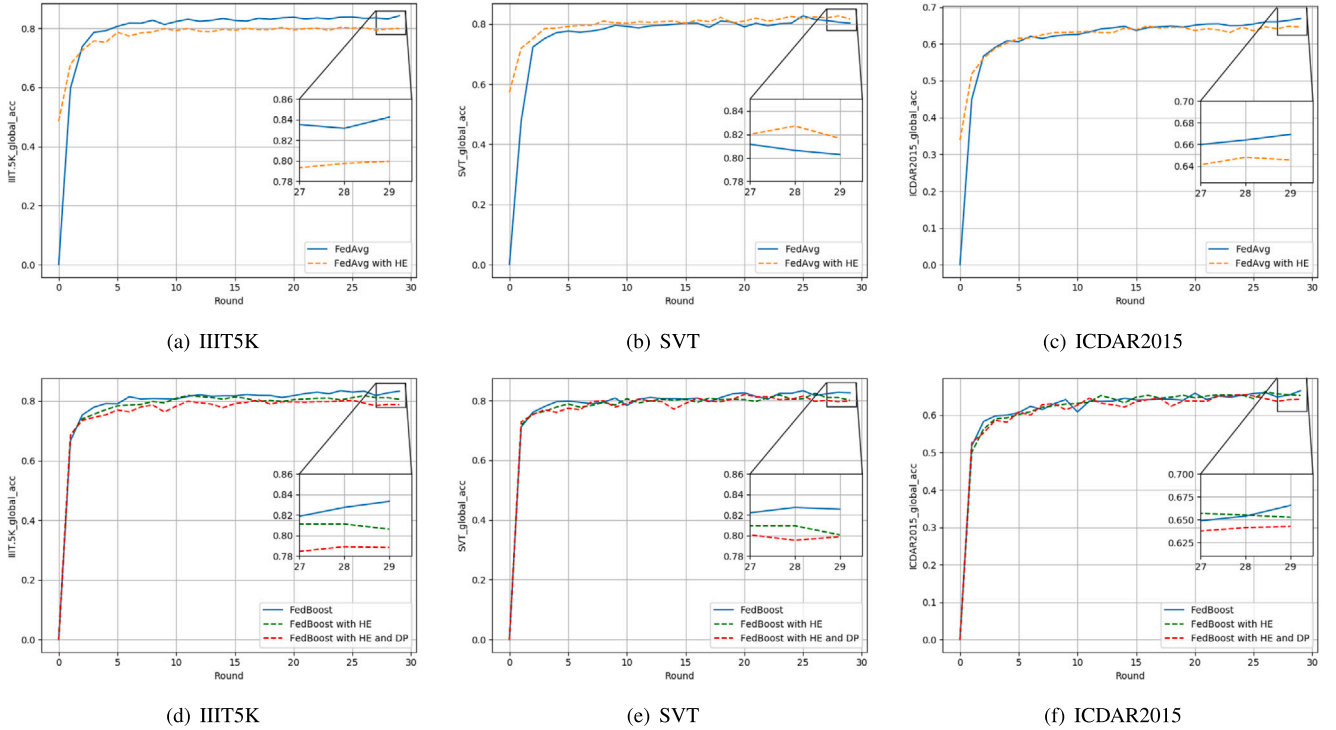 IIIT.5K_global_acc
0.8
0.6
0.4
0.2
0.0
0.86
0.84
0.82
0.80
0.78
27 28 29
FedAvg
FedAvg with HE
0 5 10 15 20 25 30
Round
(a) IIIT5K
SVT_global_acc
0.8
0.6
0.4
0.2
0.0
0.84
0.82
0.80
0.78
27 28 29
FedAvg
FedAvg with HE
0 5 10 15 20 25 30
Round
(b) SVT
ICDAR2015_global_acc
0.7
0.6
0.5
0.4
0.3
0.2
0.1
0.0
0.70
0.68
0.66
0.64
27 28 29
FedAvg
FedAvg with HE
0 5 10 15 20 25 30
Round
(c) ICDAR2015
IIIT.5K_global_acc
0.8
0.6
0.4
0.2
0.0
0.86
0.84
0.82
0.80
0.78
27 28 29
FedBoost
FedBoost with HE
FedBoost with HE and DP
0 5 10 15 20 25 30
Round
(d) IIIT5K
SVT_global_acc
0.8
0.6
0.4
0.2
0.0
0.86
0.84
0.82
0.80
0.78
27 28 29
FedBoost
FedBoost with HE
FedBoost with HE and DP
0 5 10 15 20 25 30
Round
(e) SVT
ICDAR2015_global_acc
0.6
0.5
0.4
0.3
0.2
0.1
0.0
0.700
0.675
0.650
0.625
27 28 29
FedBoost
FedBoost with HE
FedBoost with HE and DP
0 5 10 15 20 25 30
Round
(f) ICDAR2015